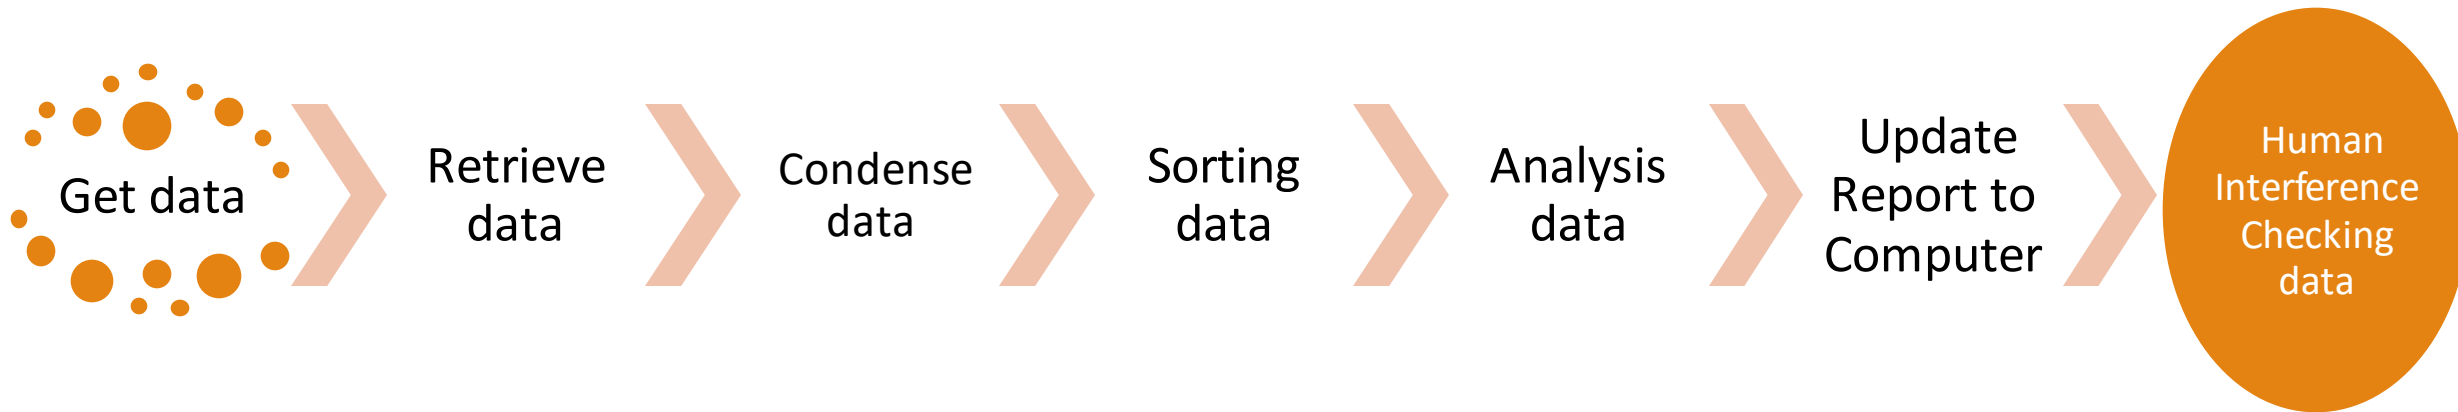 Get data
Retrieve
data
Condense
data
Sorting
data
Analysis
data
Update
Report to
Computer
Human
Interference
Checking
data